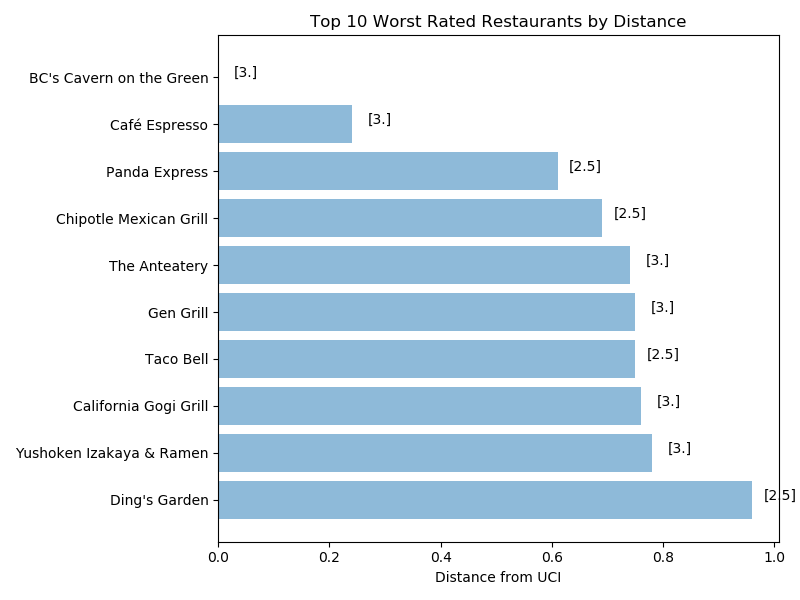 Top 10 Worst Rated Restaurants by Distance
BC's Cavern on the Green [3.]
Café Espresso [3.]
Panda Express [2.5]
Chipotle Mexican Grill [2.5]
The Anteatery [3.]
Gen Grill [3.]
Taco Bell [2.5]
California Gogi Grill [3.]
Yushoken Izakaya & Ramen [3.]
Ding's Garden [2.5]
0.0 0.2 0.4 0.6 0.8 1.0
Distance from UCI